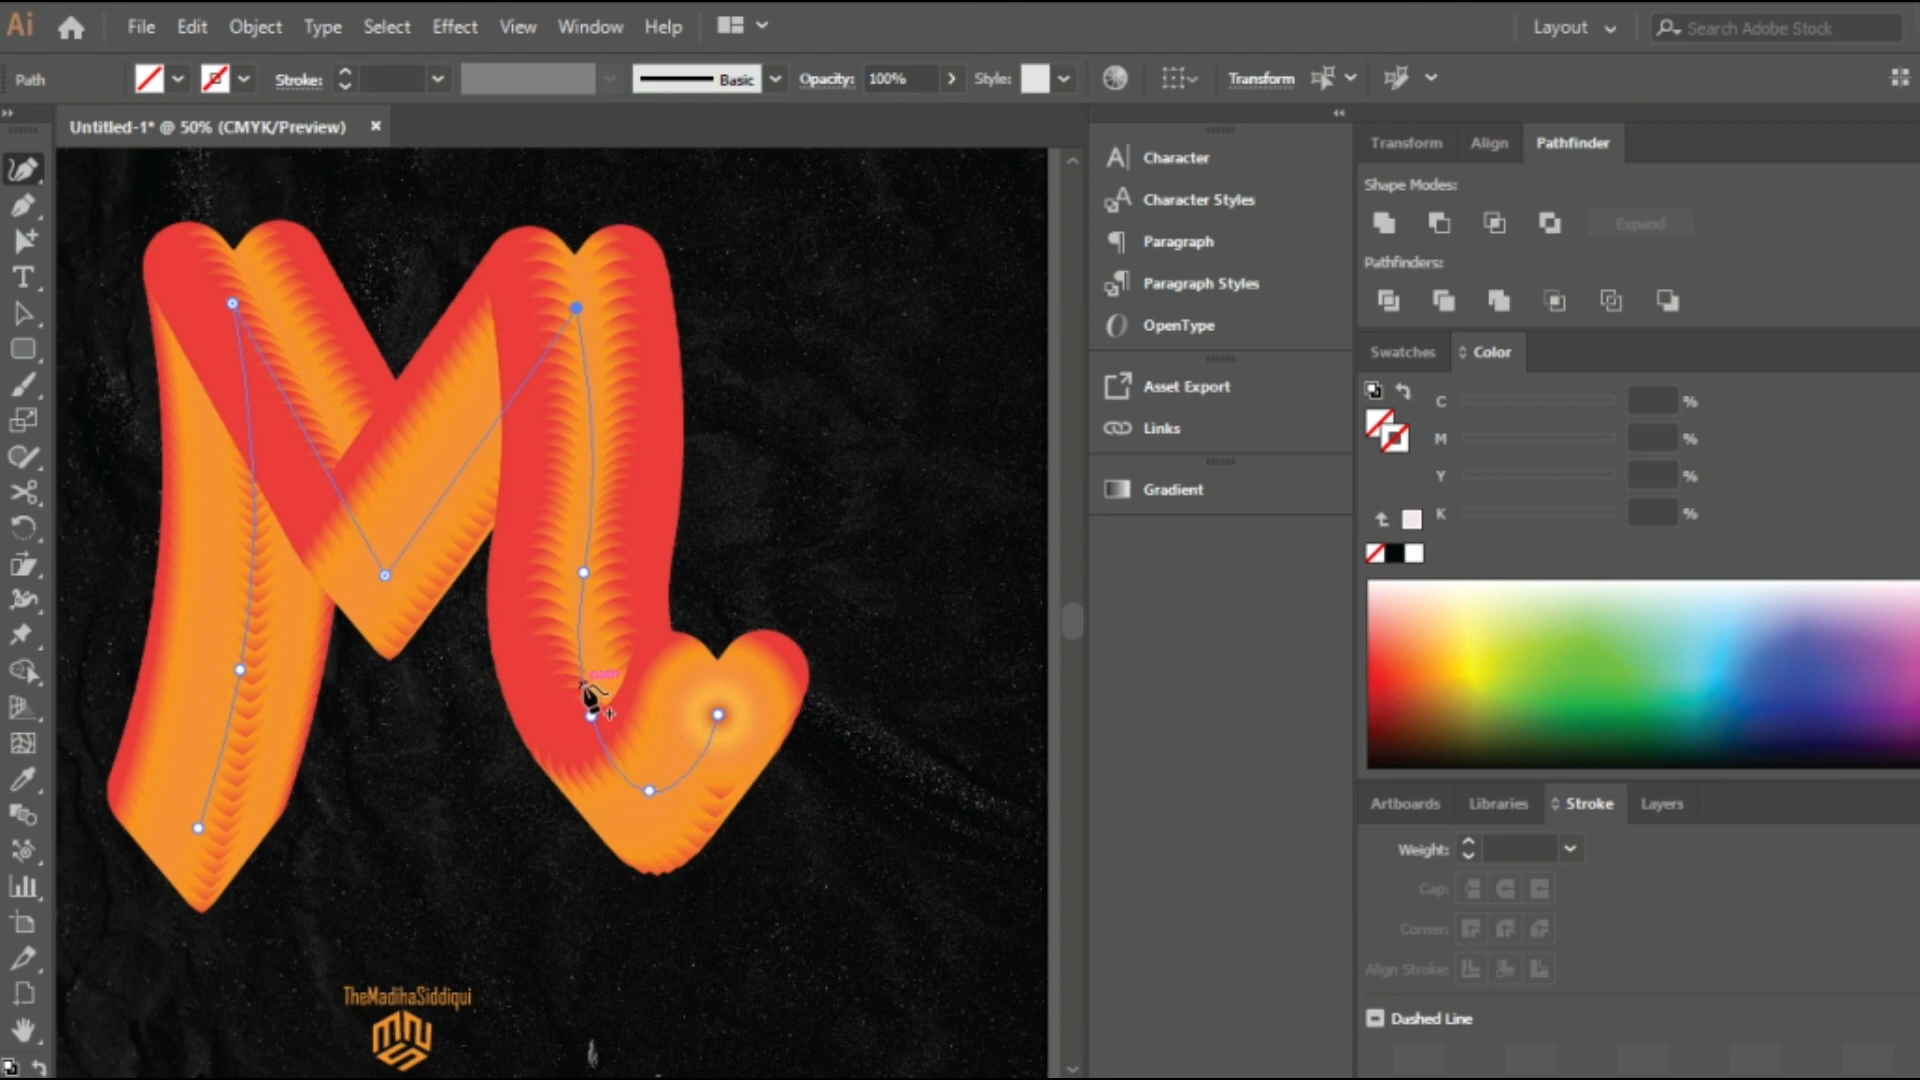 Ai File Edit Object Type Select Effect View Window Help Layout Search Adobe Stock
Path Stroke: Basic Opacity: 100% Style: Transform
Untitled-1* @ 50% (CMYK/Preview) ×
Character
Character Styles
Paragraph
Paragraph Styles
OpenType
Asset Export
Links
Gradient
Transform Align Pathfinder
Shape Modes:
Expand
Pathfinders:
Swatches Color
C %
M %
Y %
K %
Artboards Libraries Stroke Layers
Weight:
Cap:
Corner:
Align Stroke:
Dashed Line
path
TheMadihaSiddiqui